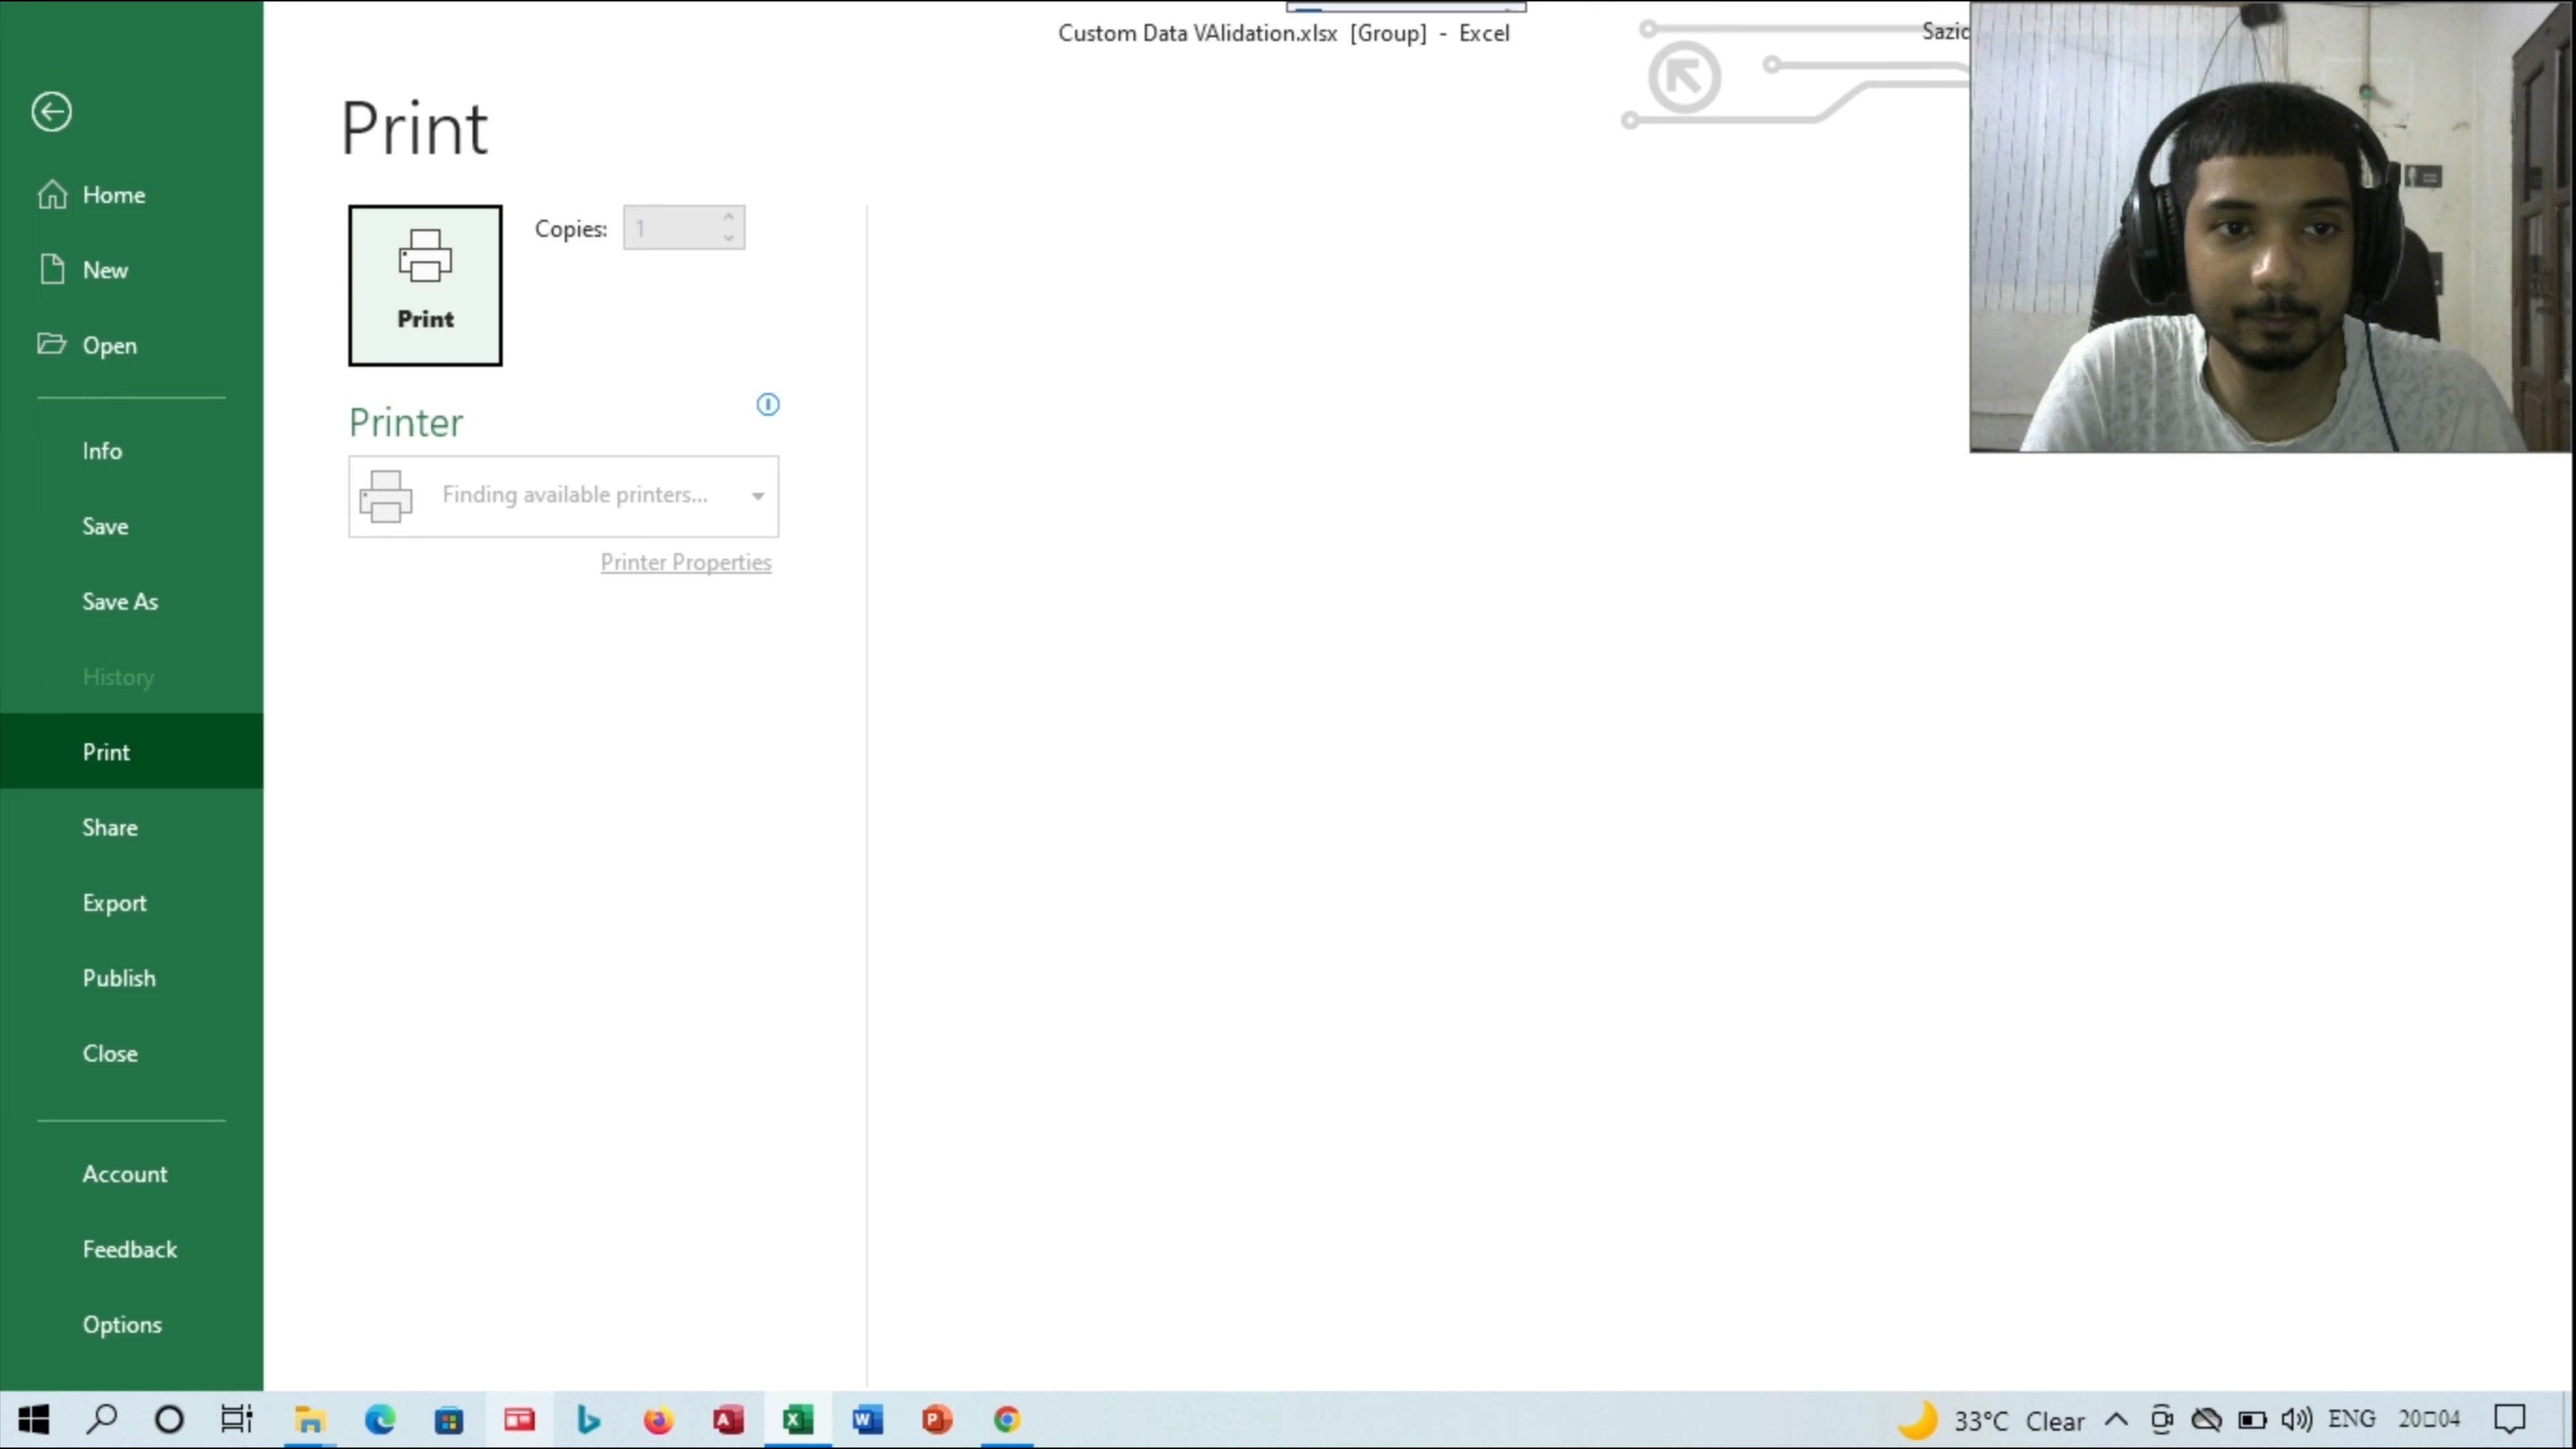 Custom Data VAlidation.xlsx [Group] - Excel
Print
Home
New
Open
Info
Save
Save As
History
Print
Share
Export
Publish
Close
Account
Feedback
Options
Print
Copies: 1
Printer
Finding available printers...
Printer Properties
33°C Clear
ENG